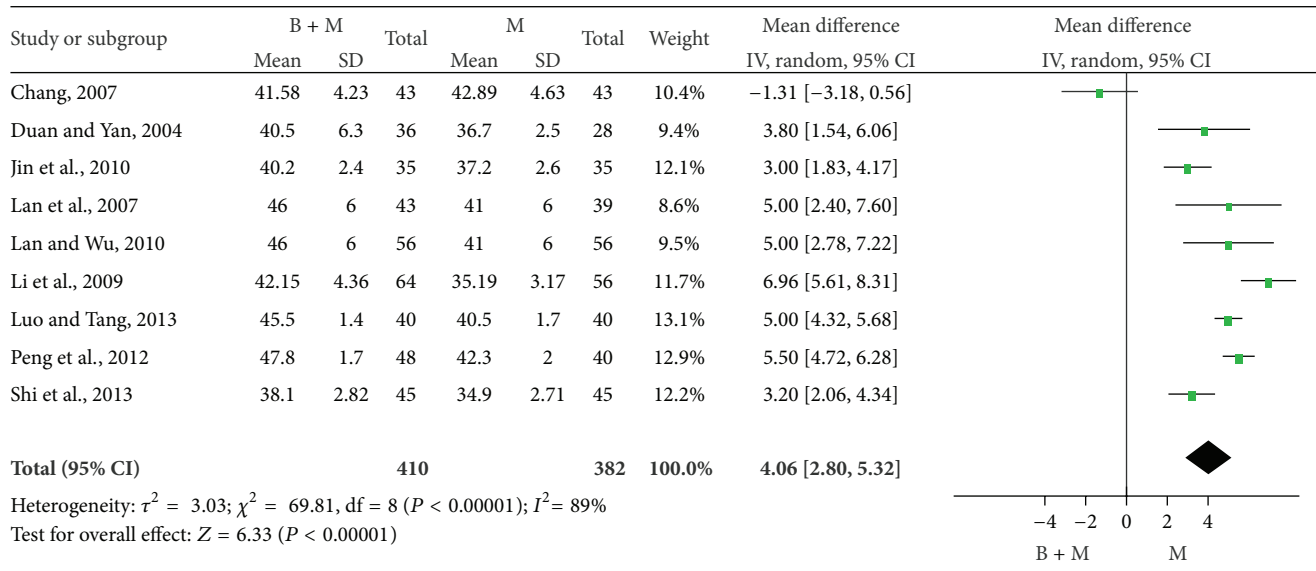 Study or subgroup B + M Total M Total Weight Mean difference Mean difference
Mean SD Mean SD IV, random, 95% CI IV, random, 95% CI
Chang, 2007 41.58 4.23 43 42.89 4.63 43 10.4% −1.31 [−3.18, 0.56]
Duan and Yan, 2004 40.5 6.3 36 36.7 2.5 28 9.4% 3.80 [1.54, 6.06]
Jin et al., 2010 40.2 2.4 35 37.2 2.6 35 12.1% 3.00 [1.83, 4.17]
Lan et al., 2007 46 6 43 41 6 39 8.6% 5.00 [2.40, 7.60]
Lan and Wu, 2010 46 6 56 41 6 56 9.5% 5.00 [2.78, 7.22]
Li et al., 2009 42.15 4.36 64 35.19 3.17 56 11.7% 6.96 [5.61, 8.31]
Luo and Tang, 2013 45.5 1.4 40 40.5 1.7 40 13.1% 5.00 [4.32, 5.68]
Peng et al., 2012 47.8 1.7 48 42.3 2 40 12.9% 5.50 [4.72, 6.28]
Shi et al., 2013 38.1 2.82 45 34.9 2.71 45 12.2% 3.20 [2.06, 4.34]
Total (95% CI) 410 382 100.0% 4.06 [2.80, 5.32]
Heterogeneity: τ² = 3.03; χ² = 69.81, df = 8 (P < 0.00001); I² = 89%
Test for overall effect: Z = 6.33 (P < 0.00001)
−4 −2 0 2 4
B + M M